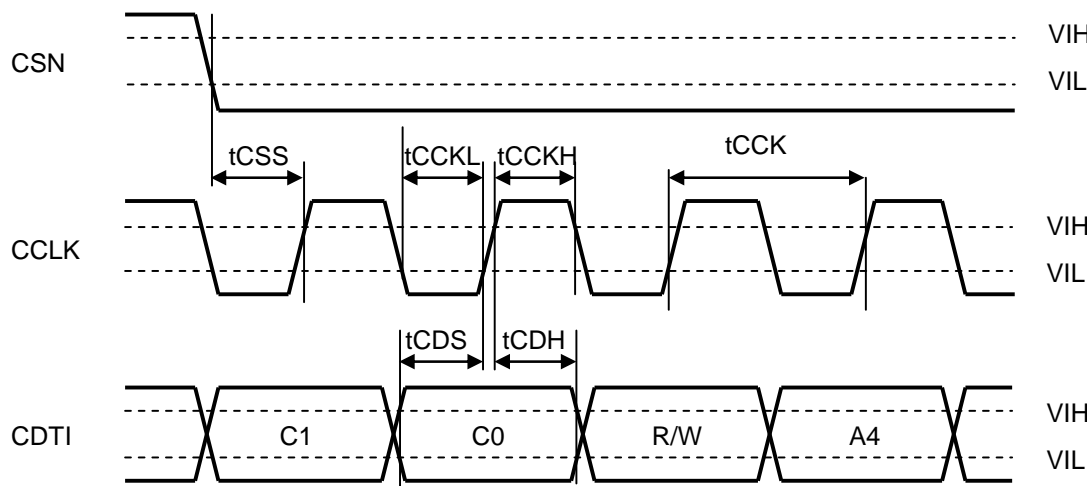 VIH
CSN
VIL
tCSS tCCKL tCCKH tCCK
VIH
CCLK
VIL
tCDS tCDH
VIH
CDTI C1 C0 R/W A4
VIL